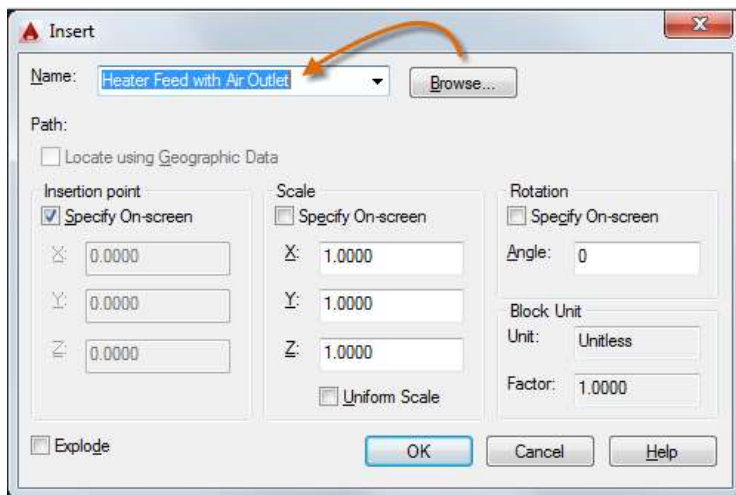 Insert
Name: Heater Feed with Air Outlet Browse...
Path:
Locate using Geographic Data
Insertion point Scale Rotation
Specify On-screen Specify On-screen Specify On-screen
X: 0.0000 X: 1.0000 Angle: 0
Y: 0.0000 Y: 1.0000 Block Unit
Z: 0.0000 Z: 1.0000 Unit: Unitless
Uniform Scale Factor: 1.0000
Explode OK Cancel Help